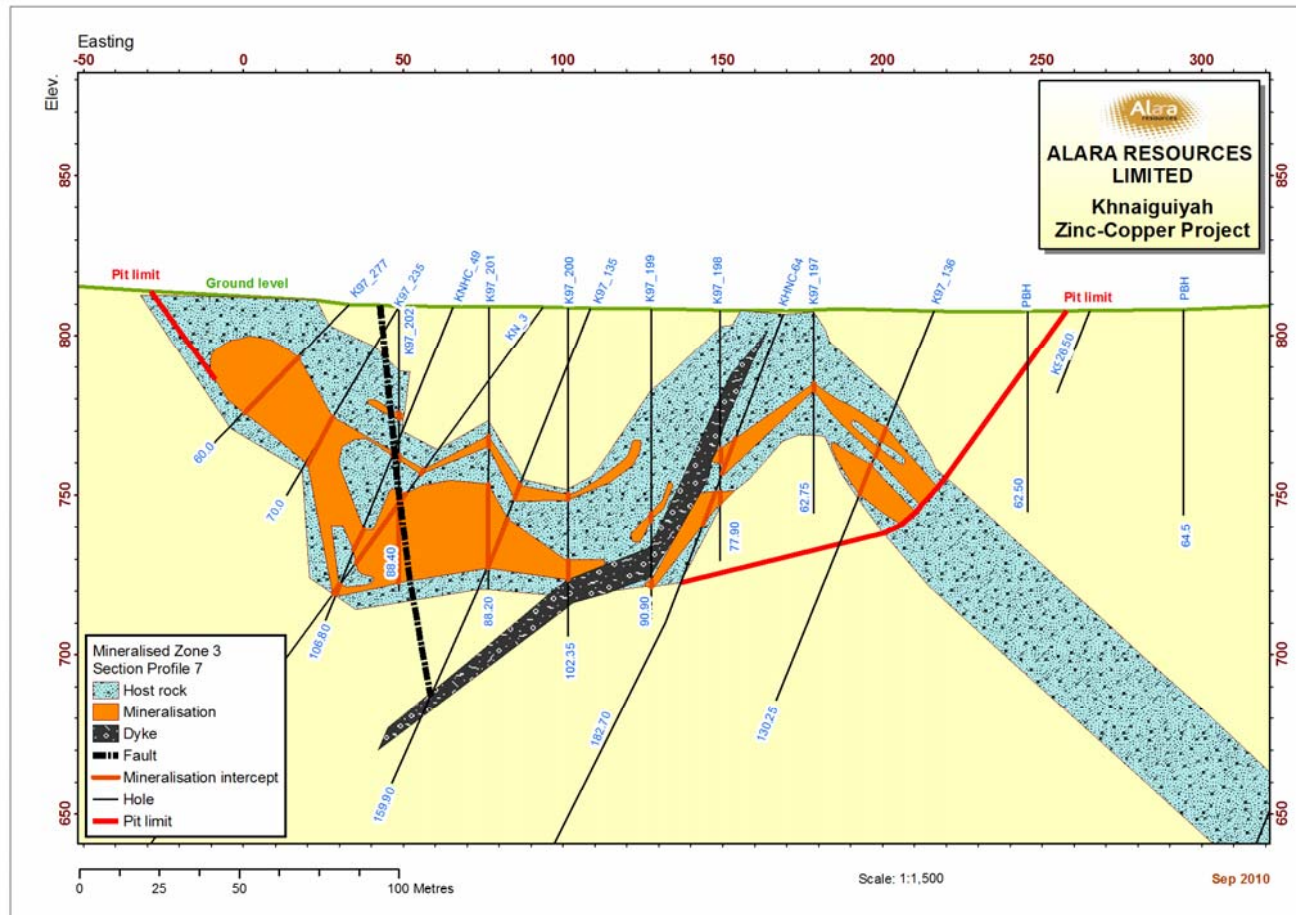 Easting
-50 0 50 100 150 200 250 300
Elev.
850
800
750
700
650
850
800
750
700
650
Alara
resources
ALARA RESOURCES
LIMITED
Khnaiguiyah
Zinc-Copper Project
Pit limit
Ground level
K97_277
K97_235
K97_202
KNHC_49
K97_201
KN_3
K97_200
K97_135
K97_199
K97_198
KHNC-64
K97_197
K97_136
PBH
Pit limit
PBH
26.50
60.0
70.0
106.80
88.40
88.20
159.90
102.35
90.90
182.70
77.90
62.75
130.25
62.50
64.5
Mineralised Zone 3
Section Profile 7
Host rock
Mineralisation
Dyke
Fault
Mineralisation intercept
Hole
Pit limit
0 25 50 100 Metres
Scale: 1:1,500
Sep 2010